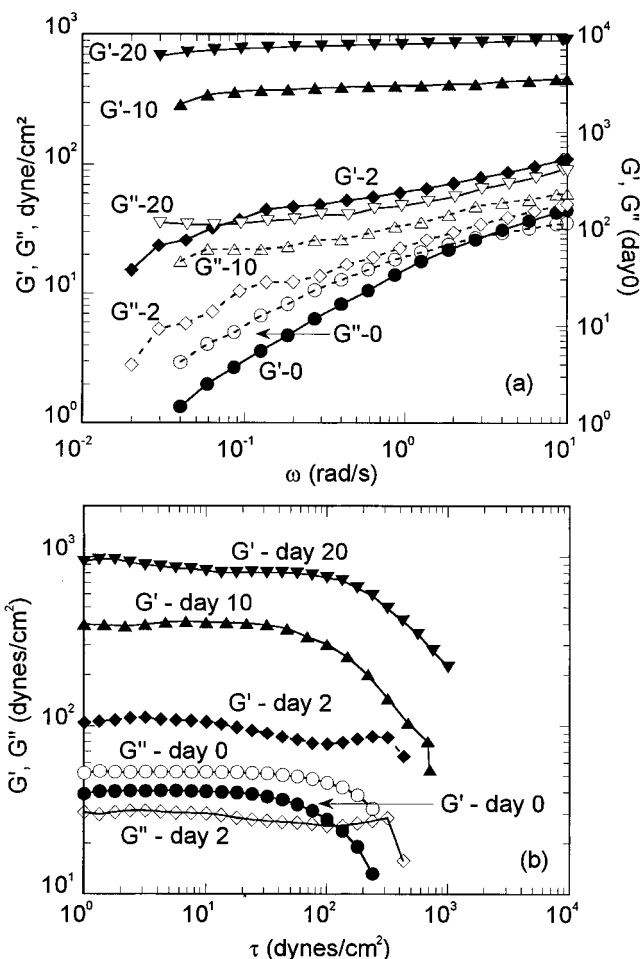 10³
10⁴
G'-20
G'-10
10³
10²
G'-2
G"-20
G"-10
10²
G"-2
10¹
10¹
G"-0
G'-0
(a)
10⁰
10⁰
10⁻² 10⁻¹ 10⁰ 10¹
ω (rad/s)
G', G", dyne/cm²
G', G" (day0)
10³
G' - day 20
G' - day 10
G' - day 2
10²
G" - day 0
G' - day 0
G" - day 2
(b)
10¹
10⁰ 10¹ 10² 10³ 10⁴
τ (dynes/cm²)
G', G" (dynes/cm²)